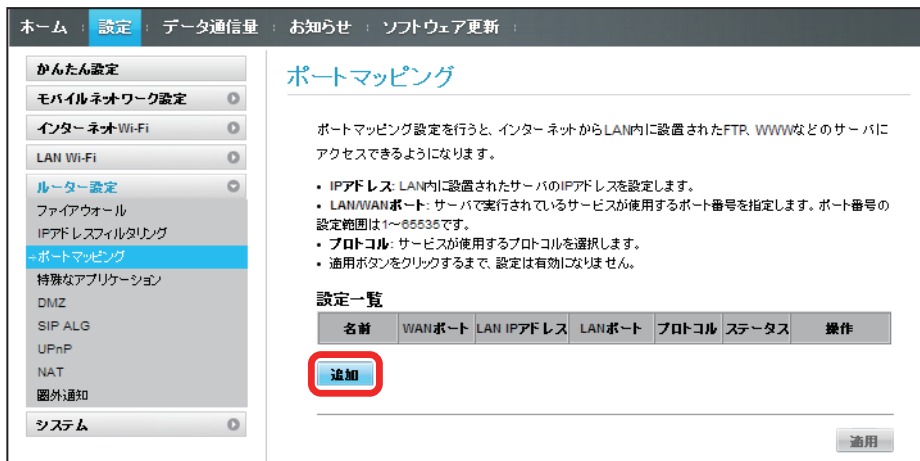 ホーム 設定 データ通信量 お知らせ ソフトウェア更新
かんたん設定
モバイルネットワーク設定
インターネットWi-Fi
LAN Wi-Fi
ルーター設定
ファイアウォール
IPアドレスフィルタリング
ポートマッピング
特殊なアプリケーション
DMZ
SIP ALG
UPnP
NAT
圏外通知
システム
ポートマッピング
ポートマッピング設定を行うと、インターネットからLAN内に設置されたFTP、WWWなどのサーバに
アクセスできるようになります。
• IPアドレス: LAN内に設置されたサーバのIPアドレスを設定します。
• LAN/WANポート: サーバで実行されているサービスが使用するポート番号を指定します。ポート番号の
設定範囲は1~65535です。
• プロトコル: サービスが使用するプロトコルを選択します。
• 適用ボタンをクリックするまで、設定は有効になりません。
設定一覧
名前 WANポート LAN IPアドレス LANポート プロトコル ステータス 操作
追加
適用